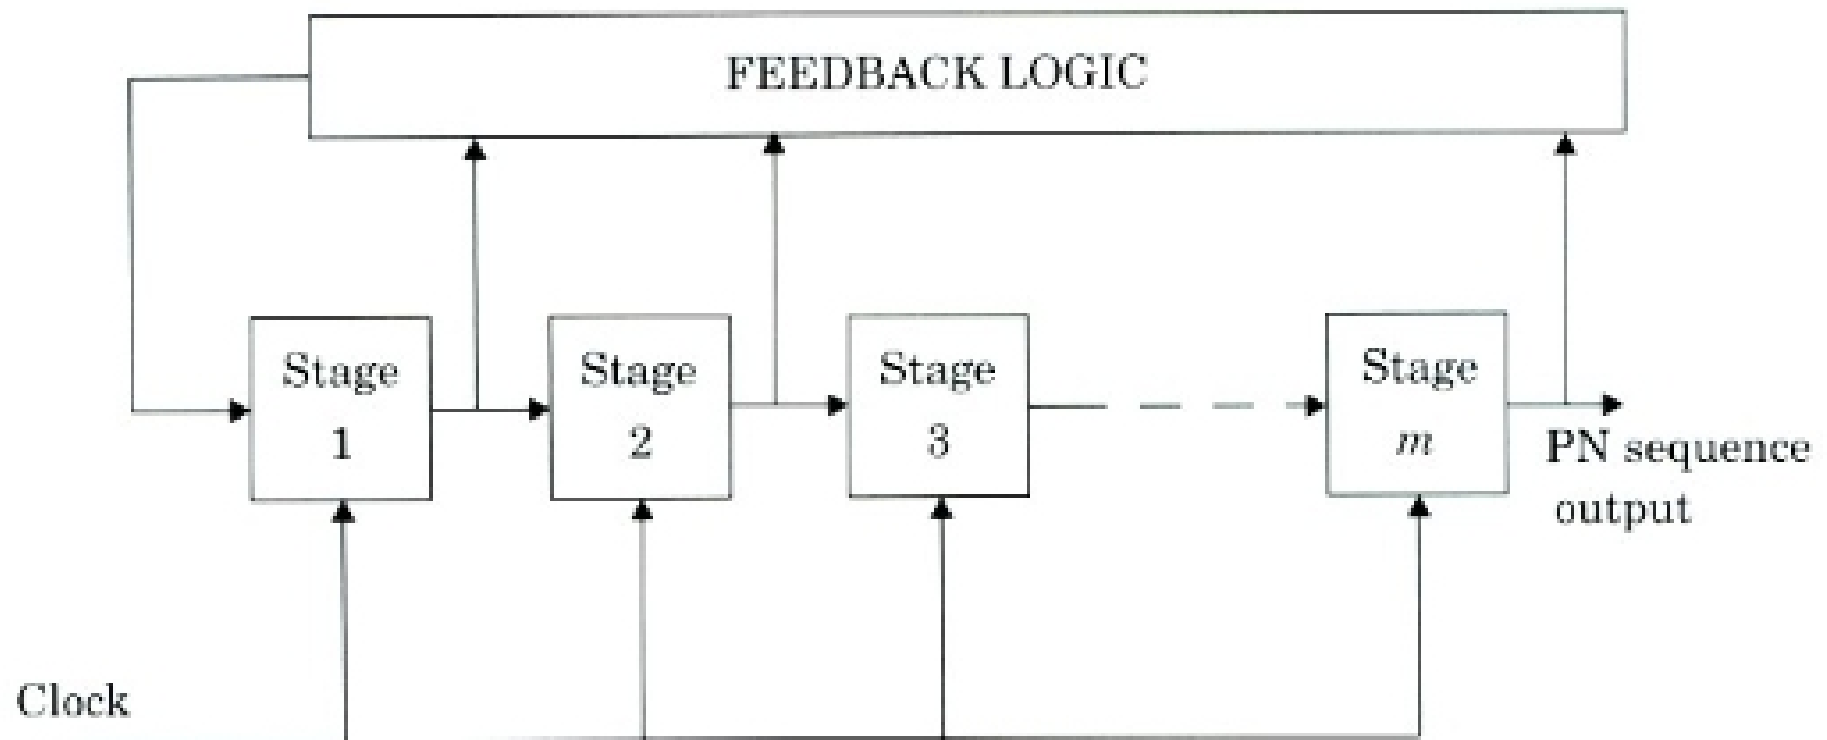 FEEDBACK LOGIC
Stage
1
Stage
2
Stage
3
Stage
m
PN sequence
output
Clock